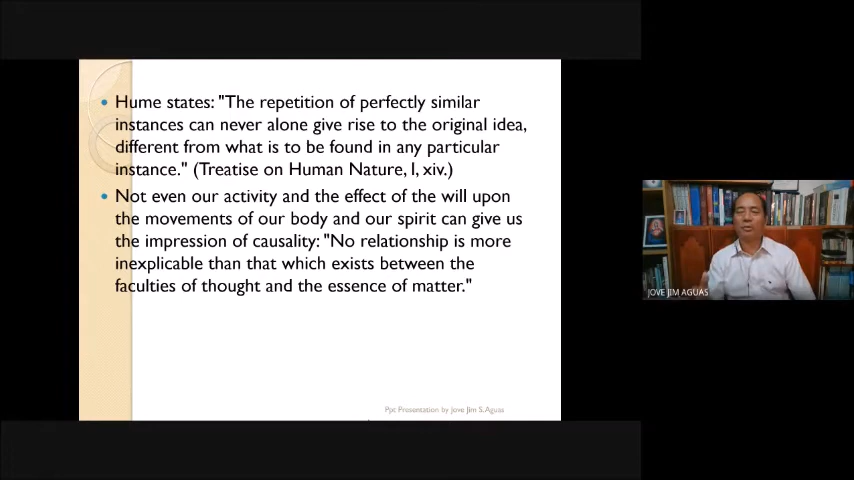 Hume states: "The repetition of perfectly similar
instances can never alone give rise to the original idea,
different from what is to be found in any particular
instance." (Treatise on Human Nature, I, xiv.)
Not even our activity and the effect of the will upon
the movements of our body and our spirit can give us
the impression of causality: "No relationship is more
inexplicable than that which exists between the
faculties of thought and the essence of matter."
Ppt Presentation by Jove Jim S. Aguas
JOVE JIM AGUAS